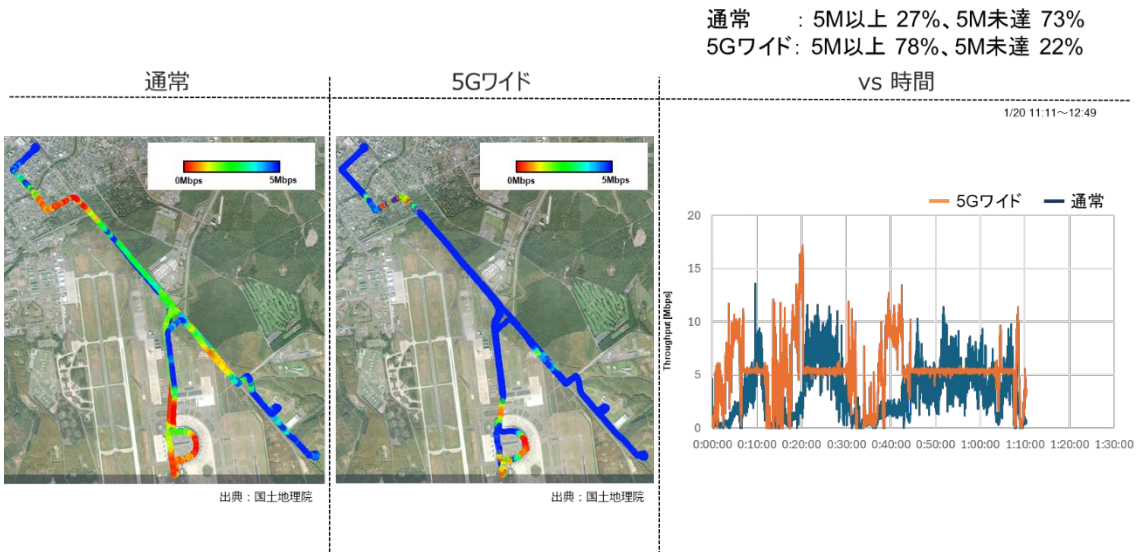 通常　　: 5M以上 27%、5M未達 73%
5Gワイド: 5M以上 78%、5M未達 22%
通常
5Gワイド
vs 時間
1/20 11:11～12:49
0Mbps 5Mbps
0Mbps 5Mbps
5Gワイド 通常
Throughput[Mbps]
20
15
10
5
0
0:00:00 0:10:00 0:20:00 0:30:00 0:40:00 0:50:00 1:00:00 1:10:00 1:20:00 1:30:00
出典：国土地理院
出典：国土地理院